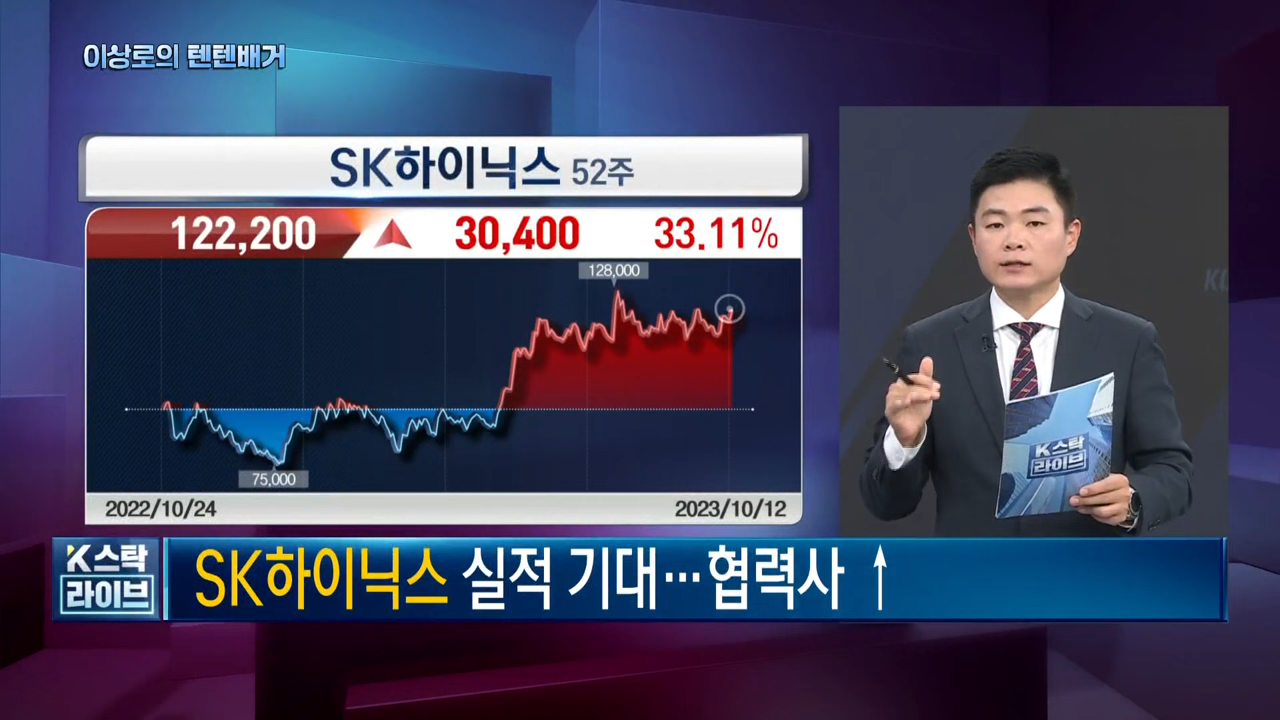 이상로의 텐텐배거
SK하이닉스 52주
122,200 ▲ 30,400 33.11%
128,000
75,000
2022/10/24 2023/10/12
K스탁
라이브
K스탁
라이브
SK하이닉스 실적 기대…협력사 ↑